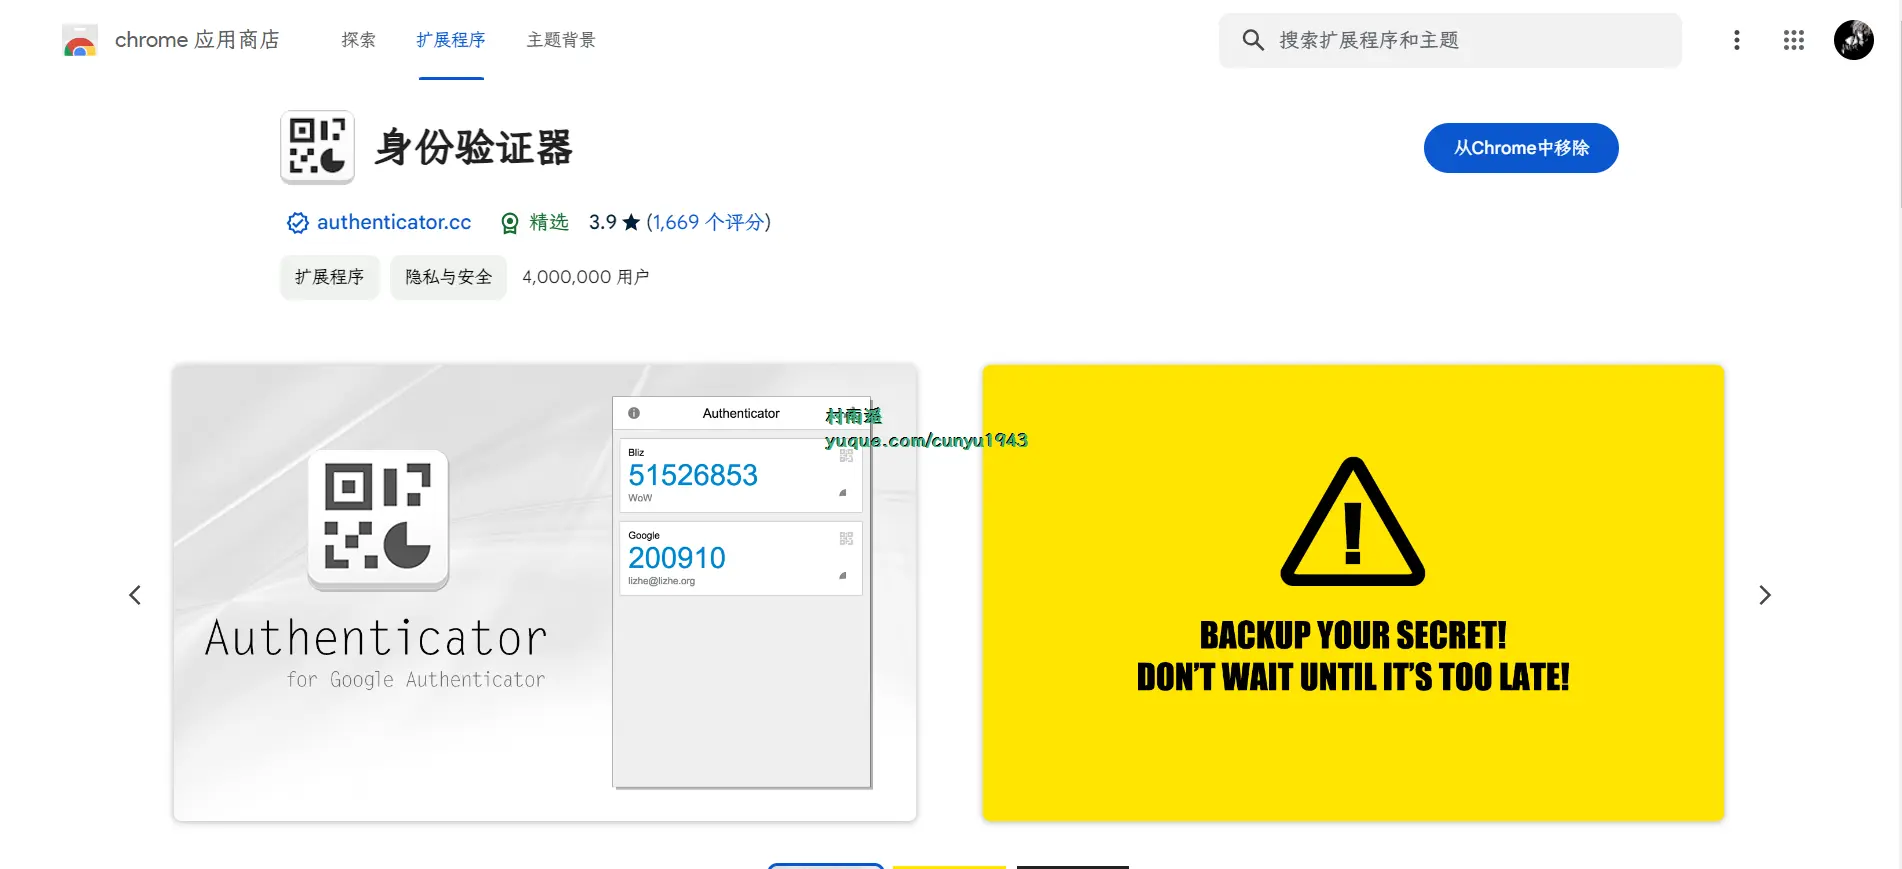 chrome 应用商店
探索
扩展程序
主题背景
搜索扩展程序和主题
身份验证器
从Chrome中移除
authenticator.cc
精选
3.9 ★ (1,669 个评分)
扩展程序
隐私与安全
4,000,000 用户
Authenticator
for Google Authenticator
Authenticator
Bliz
51526853
WoW
Google
200910
lizhe@lizhe.org
村雨遥
yuque.com/cunyu1943
BACKUP YOUR SECRET!
DON'T WAIT UNTIL IT'S TOO LATE!